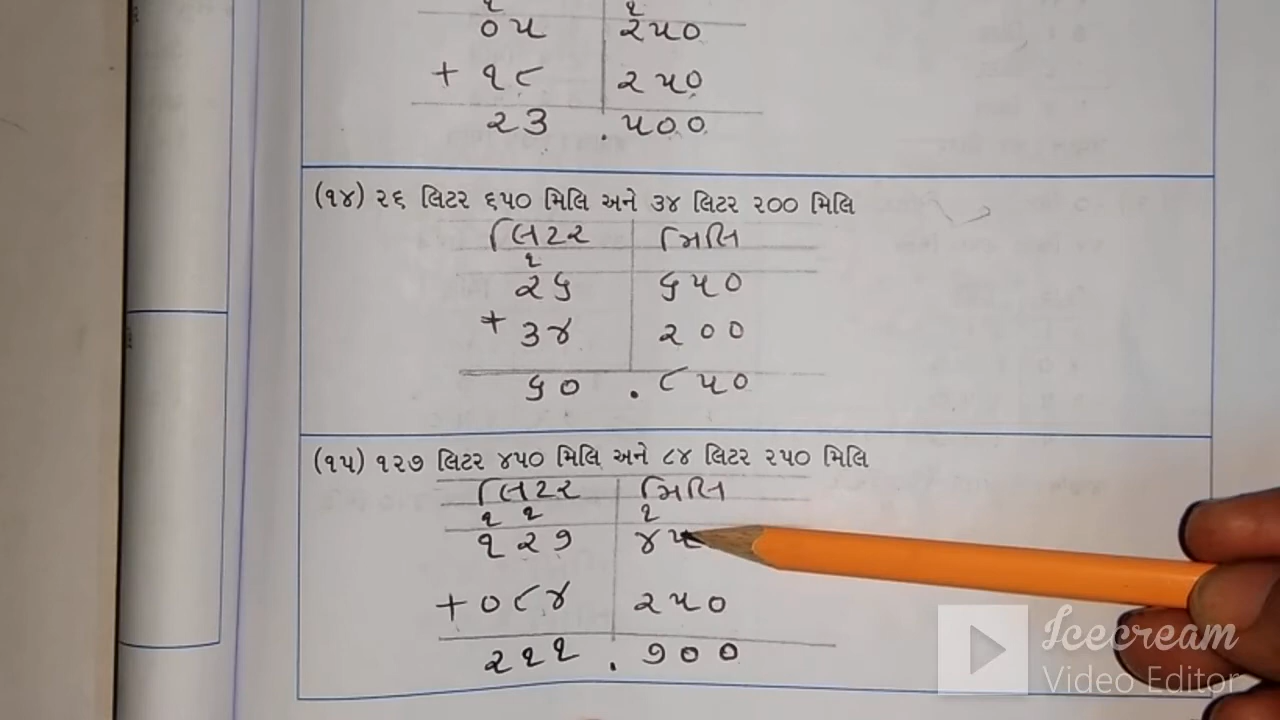 ૧ ૧
૦૫ ૨૫૦
+ ૧૮ ૨૫૦
૨૩ .૫૦૦
(૧૪) ૨૬ લિટર ૬૫૦ મિલિ અને ૩૪ લિટર ૨૦૦ મિલિ
લિટર મિલિ
૧
૨૬ ૬૫૦
+ ૩૪ ૨૦૦
૬૦ . ૮૫૦
(૧૫) ૧૨૭ લિટર ૪૫૦ મિલિ અને ૮૪ લિટર ૨૫૦ મિલિ
લિટર મિલિ
૧ ૧ ૧
૧૨૭ ૪૫
+ ૦૮૪ ૨૫૦
૨૧૧ . ૭૦૦
Icecream
Video Editor